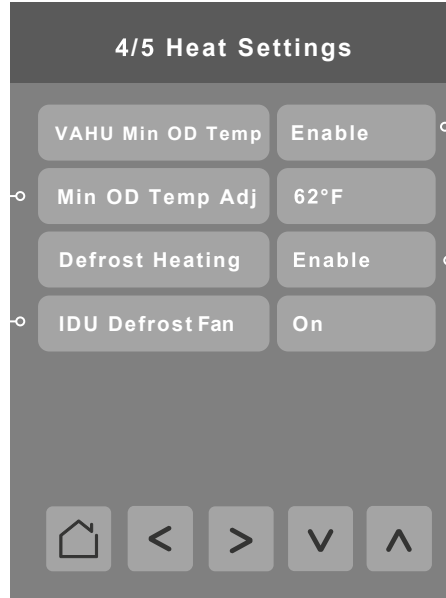 4/5 Heat Settings
VAHU Min OD Temp Enable
Min OD Temp Adj 62°F
Defrost Heating Enable
IDU Defrost Fan On